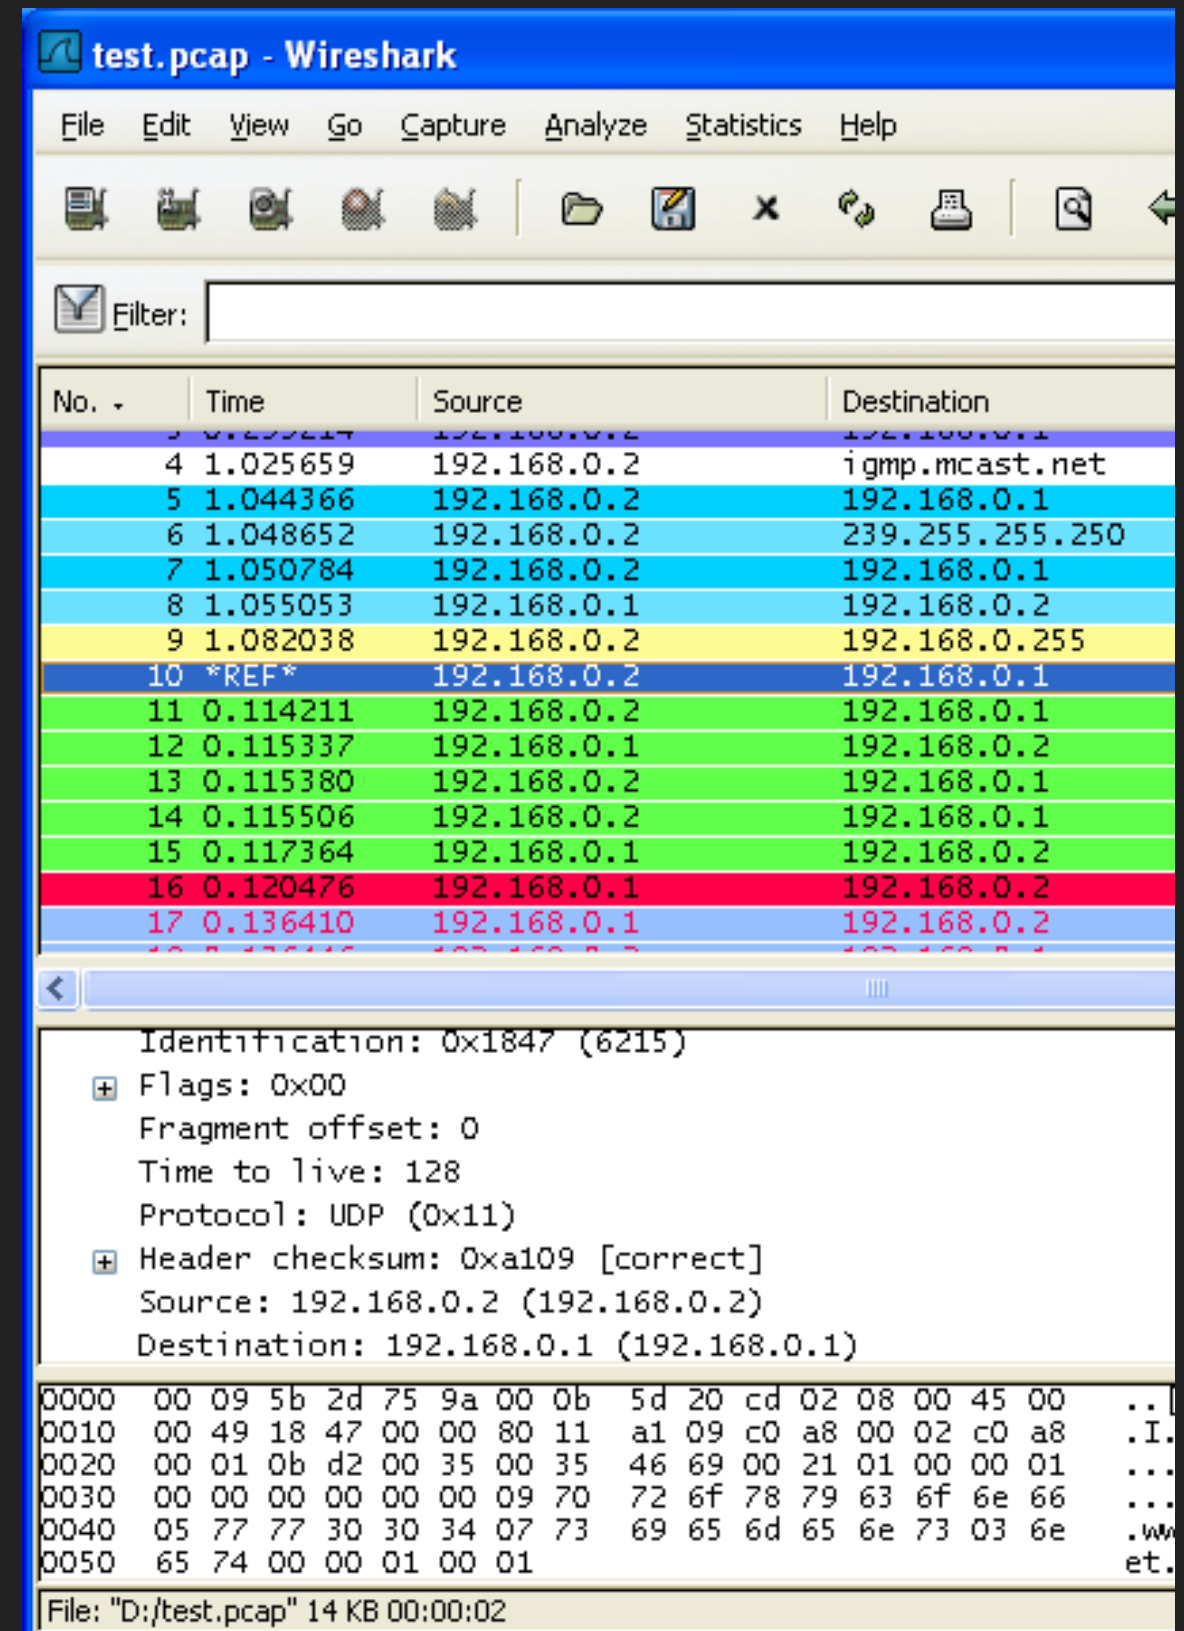 test.pcap - Wireshark
File Edit View Go Capture Analyze Statistics Help
Filter:
No. Time Source Destination
3 0.299214 192.168.0.2 192.168.0.1
4 1.025659 192.168.0.2 igmp.mcast.net
5 1.044366 192.168.0.2 192.168.0.1
6 1.048652 192.168.0.2 239.255.255.250
7 1.050784 192.168.0.2 192.168.0.1
8 1.055053 192.168.0.1 192.168.0.2
9 1.082038 192.168.0.2 192.168.0.255
10 *REF* 192.168.0.2 192.168.0.1
11 0.114211 192.168.0.2 192.168.0.1
12 0.115337 192.168.0.1 192.168.0.2
13 0.115380 192.168.0.2 192.168.0.1
14 0.115506 192.168.0.2 192.168.0.1
15 0.117364 192.168.0.1 192.168.0.2
16 0.120476 192.168.0.1 192.168.0.2
17 0.136410 192.168.0.1 192.168.0.2
Identification: 0x1847 (6215)
Flags: 0x00
Fragment offset: 0
Time to live: 128
Protocol: UDP (0x11)
Header checksum: 0xa109 [correct]
Source: 192.168.0.2 (192.168.0.2)
Destination: 192.168.0.1 (192.168.0.1)
0000 00 09 5b 2d 75 9a 00 0b 5d 20 cd 02 08 00 45 00 ..[
0010 00 49 18 47 00 00 80 11 a1 09 c0 a8 00 02 c0 a8 .I.
0020 00 01 0b d2 00 35 00 35 46 69 00 21 01 00 00 01 ...
0030 00 00 00 00 00 00 09 70 72 6f 78 79 63 6f 6e 66 ...
0040 05 77 77 30 30 34 07 73 69 65 6d 65 6e 73 03 6e .ww
0050 65 74 00 00 01 00 01 et.
File: "D:/test.pcap" 14 KB 00:00:02